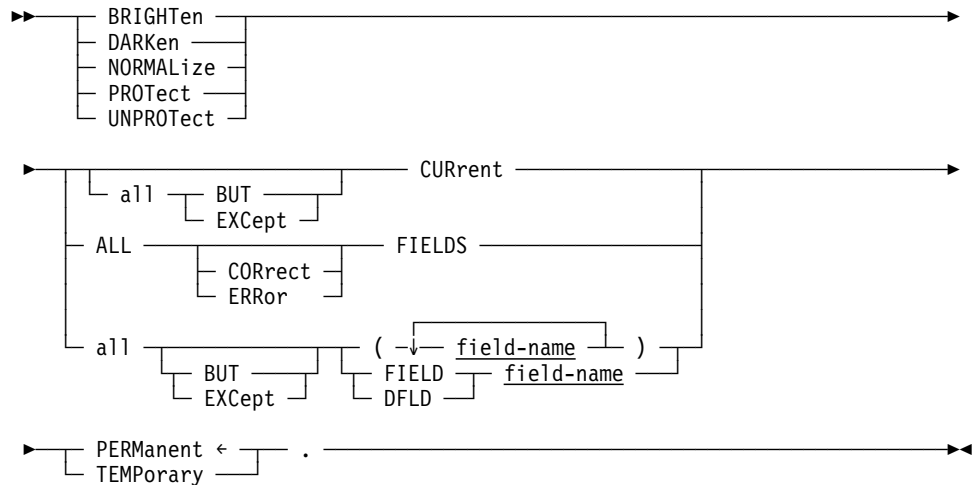 BRIGHTen
DARKen
NORMALize
PROTect
UNPROTect
CURrent
all BUT
EXCept
ALL FIELDS
CORrect
ERRor
all ( field-name )
BUT FIELD field-name
EXCept DFLD
PERManent ← .
TEMPorary